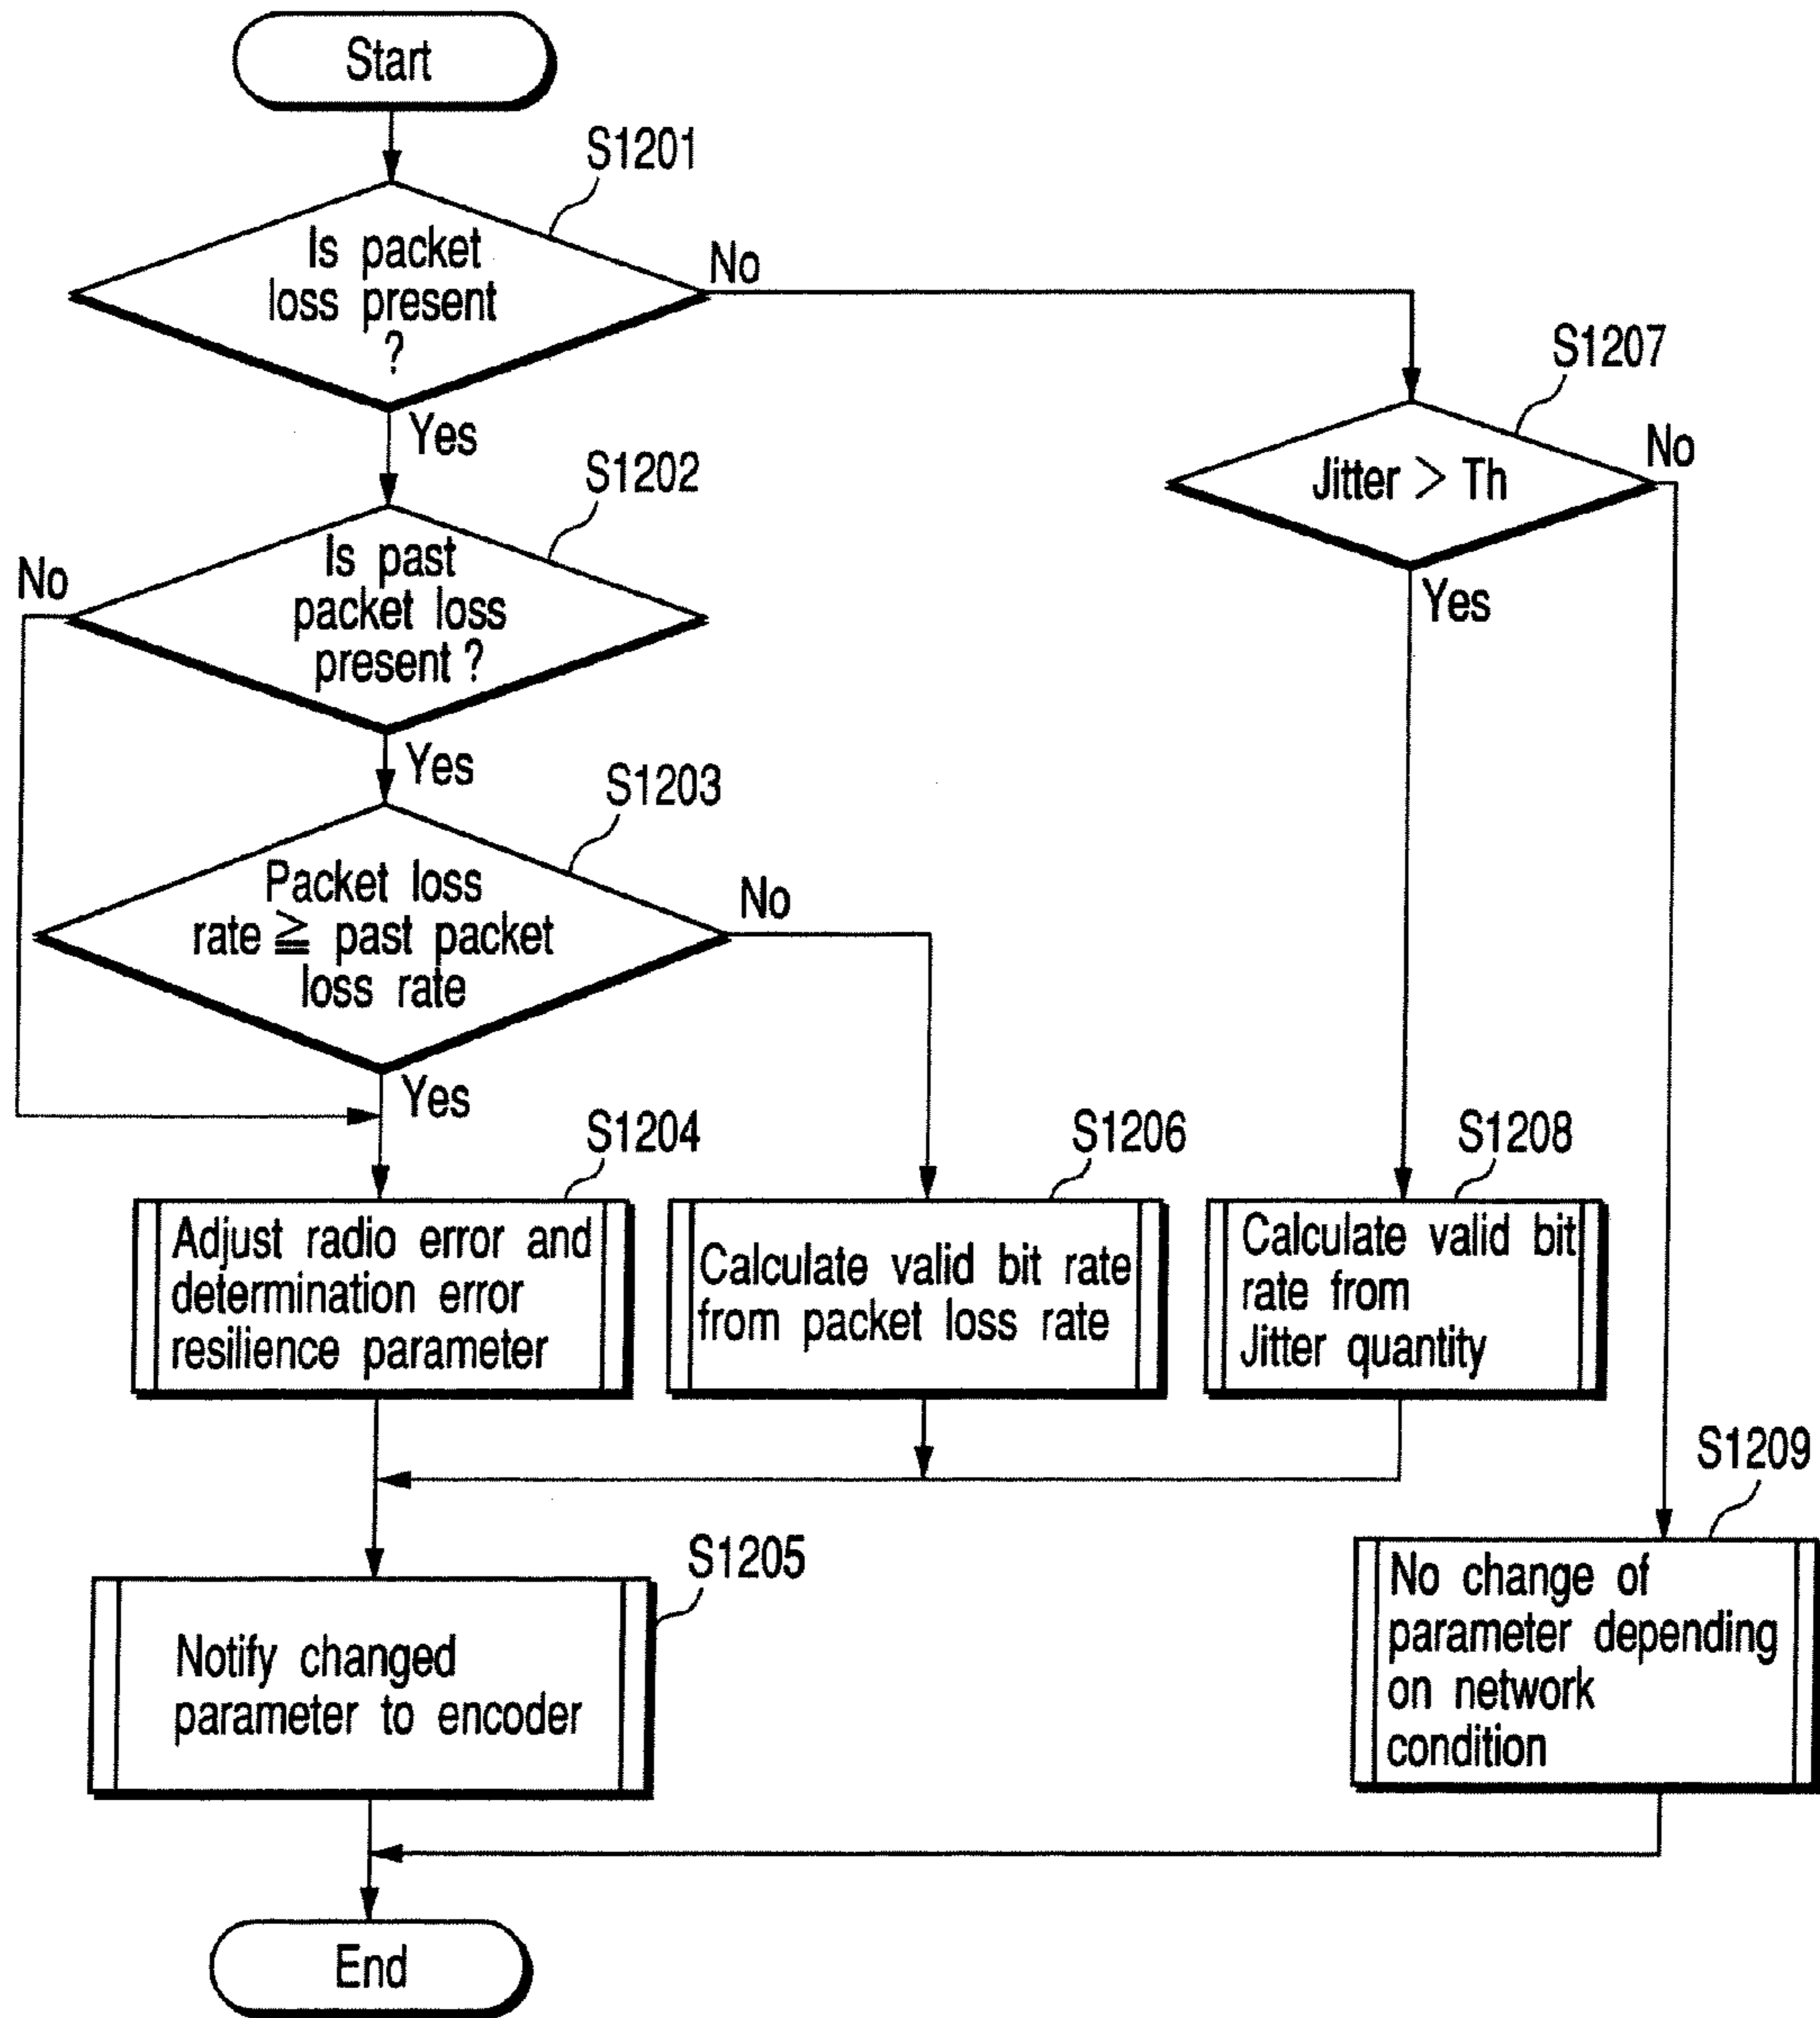 Start
S1201
Is packet
loss present
?
No
Yes
S1207
Jitter > Th
No
Yes
S1202
Is past
packet loss
present ?
No
Yes
S1203
Packet loss
rate ≧ past packet
loss rate
No
Yes
S1204
Adjust radio error and
determination error
resilience parameter
S1206
Calculate valid bit rate
from packet loss rate
S1208
Calculate valid bit
rate from
Jitter quantity
S1205
Notify changed
parameter to encoder
S1209
No change of
parameter depending
on network
condition
End